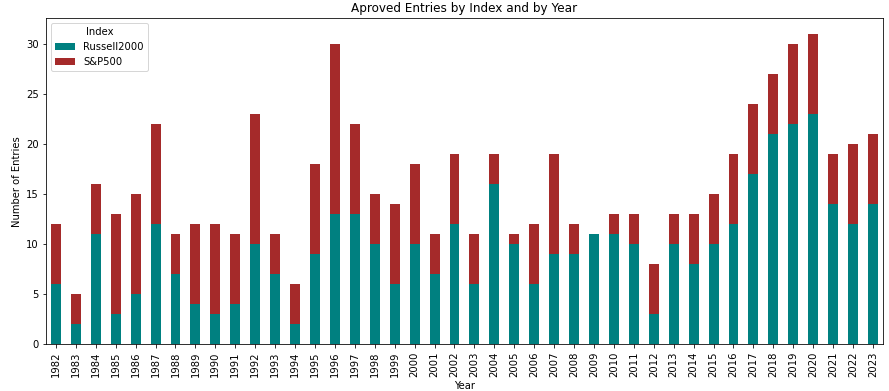 Aproved Entries by Index and by Year
Index
Russell2000
S&P500
Number of Entries
30
25
20
15
10
5
0
1982 1983 1984 1985 1986 1987 1988 1989 1990 1991 1992 1993 1994 1995 1996 1997 1998 1999 2000 2001 2002 2003 2004 2005 2006 2007 2008 2009 2010 2011 2012 2013 2014 2015 2016 2017 2018 2019 2020 2021 2022 2023
Year